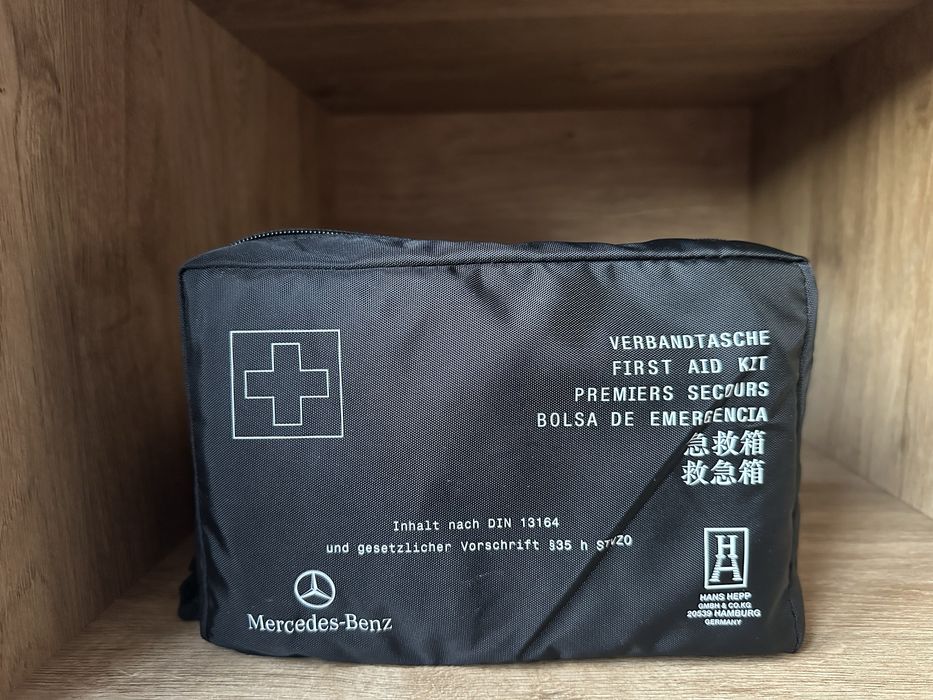 VERBANDTASCHE
FIRST AID KIT
PREMIERS SECOURS
BOLSA DE EMERGENCIA
急救箱
救急箱
Inhalt nach DIN 13164
und gesetzlicher Vorschrift §35 h STVZO
Mercedes-Benz
HA
HANS HEPP
GMBH & CO.KG
20539 HAMBURG
GERMANY